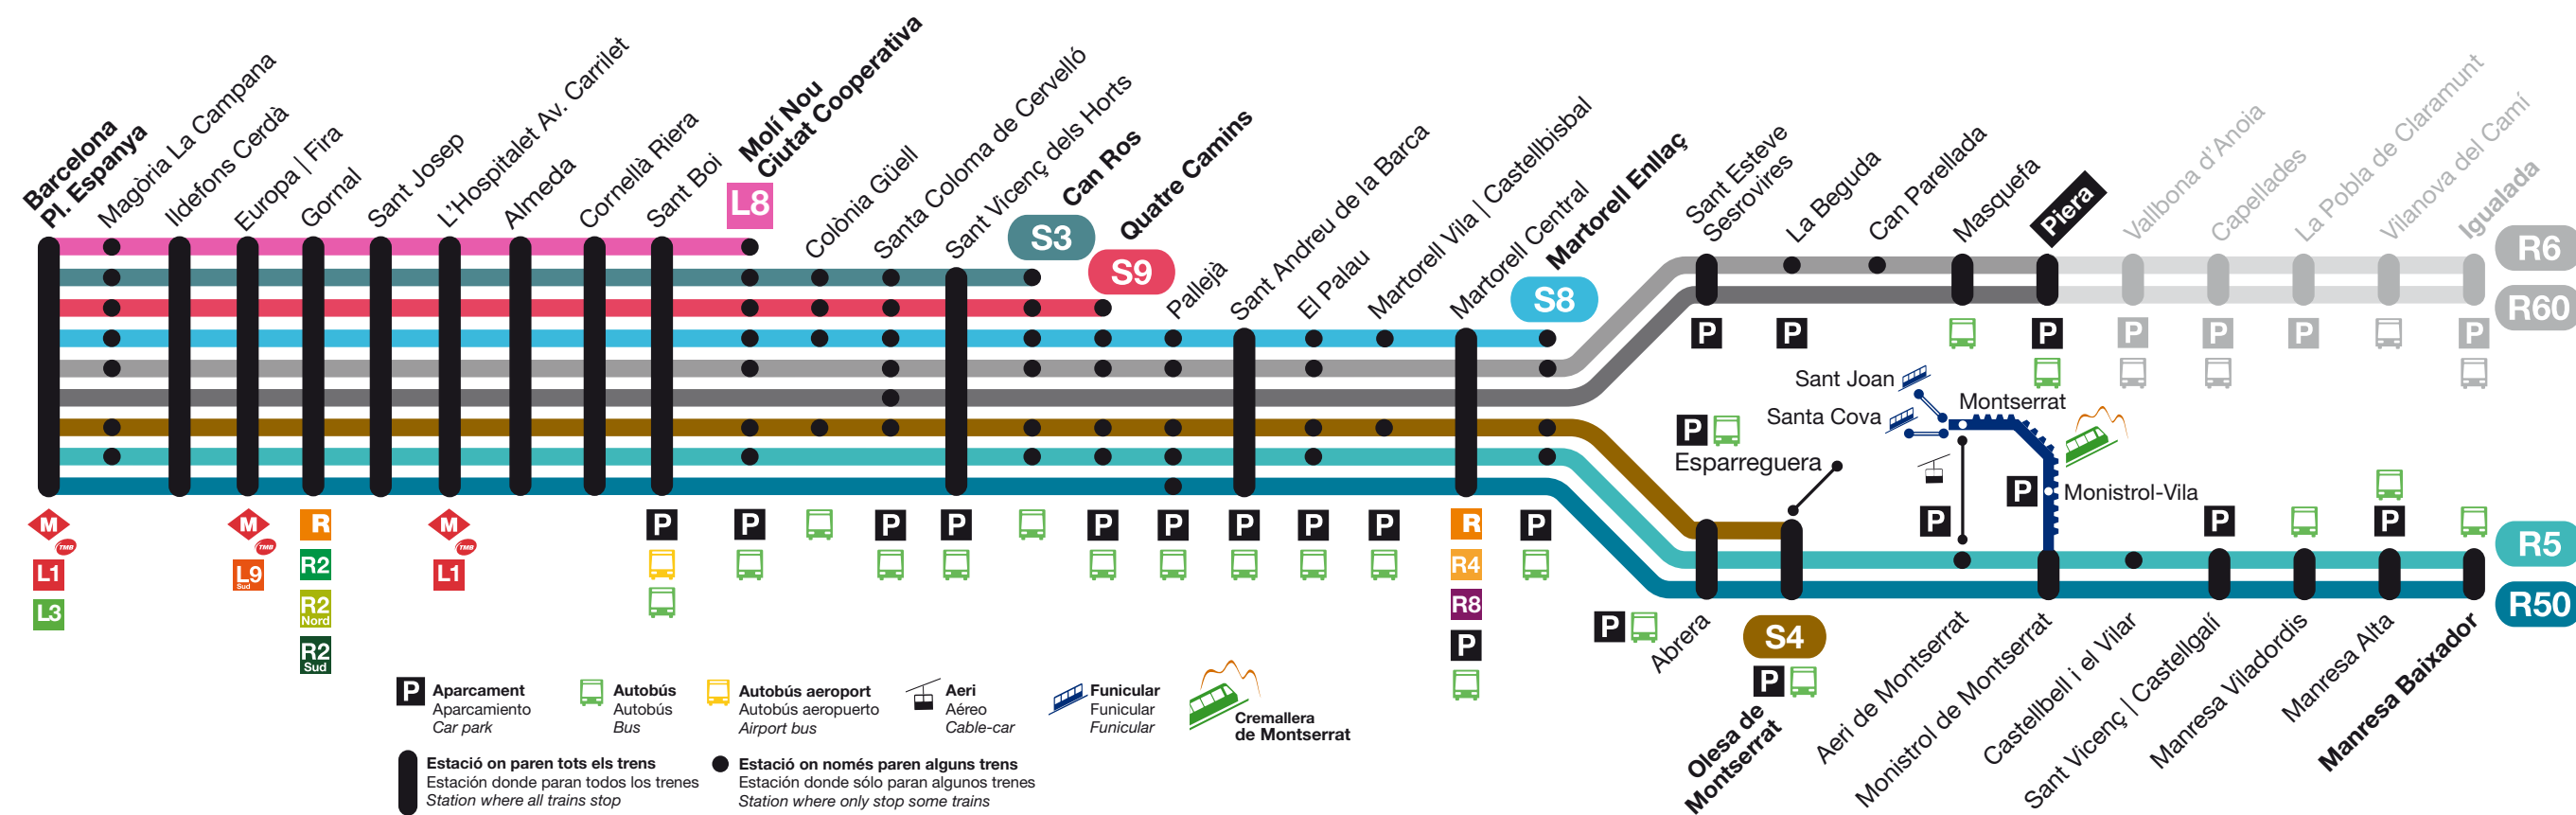 Barcelona
Pl. Espanya
Magòria La Campana
Ildefons Cerdà
Europa | Fira
Gornal
Sant Josep
L'Hospitalet Av. Carrilet
Almeda
Cornellà Riera
Sant Boi
Molí Nou
Ciutat Cooperativa
L8
Colònia Güell
Santa Coloma de Cervelló
Sant Vicenç dels Horts
Can Ros
S3
Quatre Camins
S9
Pallejà
Sant Andreu de la Barca
El Palau
Martorell Vila | Castellbisbal
Martorell Central
Martorell Enllaç
S8
Sant Esteve
Sesrovires
La Beguda
Can Parellada
Masquefa
Piera
Vallbona d'Anoia
Capellades
La Pobla de Claramunt
Vilanova del Camí
Igualada
R6
R60
P
P
P
P
P
P
P
Sant Joan
Santa Cova
Montserrat
P
Esparreguera
P
Monistrol-Vila
P
P
P
R5
R50
M
TMB
L1
L3
M
TMB
L9
Sud
R
R2
R2
Nord
R2
Sud
M
TMB
L1
P
P
P
P
P
P
P
P
P
R
R4
R8
P
P
P
Abrera
S4
P
Olesa de
Montserrat
Aeri de Montserrat
Monistrol de Montserrat
Castellbell i el Vilar
Sant Vicenç | Castellgalí
Manresa Viladordis
Manresa Alta
Manresa Baixador
P
Aparcament
Aparcamiento
Car park
Autobús
Autobús
Bus
Autobús aeroport
Autobús aeropuerto
Airport bus
Aeri
Aéreo
Cable-car
Funicular
Funicular
Funicular
Cremallera
de Montserrat
Estació on paren tots els trens
Estación donde paran todos los trenes
Station where all trains stop
Estació on només paren alguns trens
Estación donde sólo paran algunos trenes
Station where only stop some trains